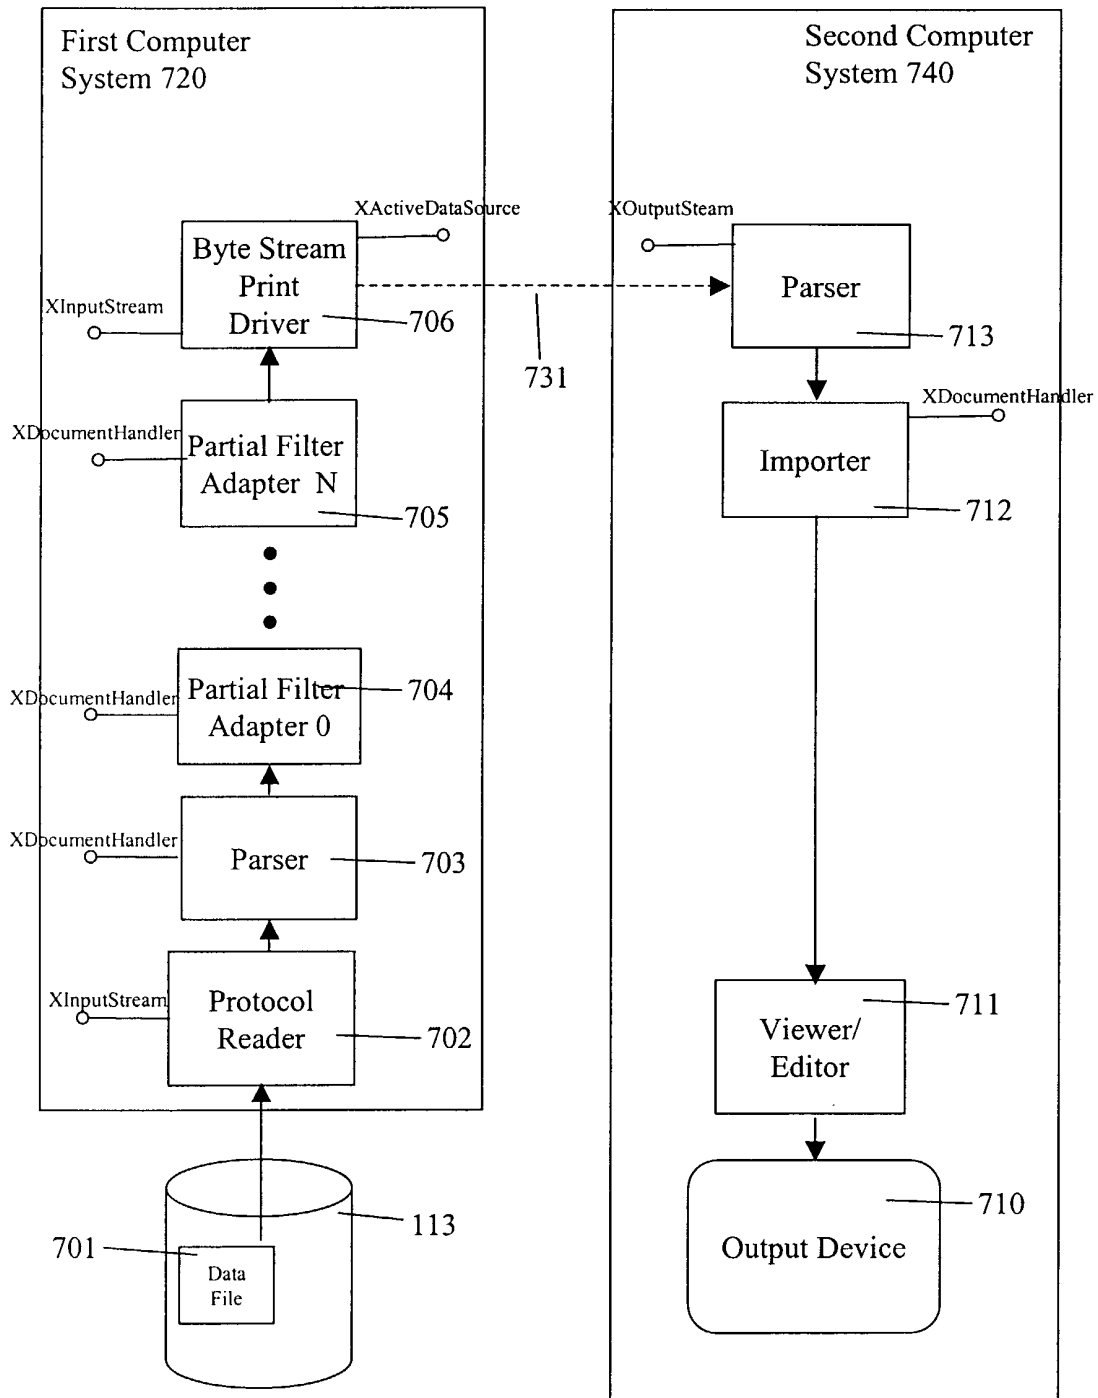 First Computer
System 720
Second Computer
System 740
XActiveDataSource
XOutputSteam
Byte Stream
Print
Driver
706
XInputStream
731
Parser
713
XDocumentHandler
Partial Filter
Adapter N
705
XDocumentHandler
Importer
712
XDocumentHandler
Partial Filter
Adapter 0
704
XDocumentHandler
Parser
703
XInputStream
Protocol
Reader
702
711
Viewer/
Editor
701
Data
File
113
710
Output Device